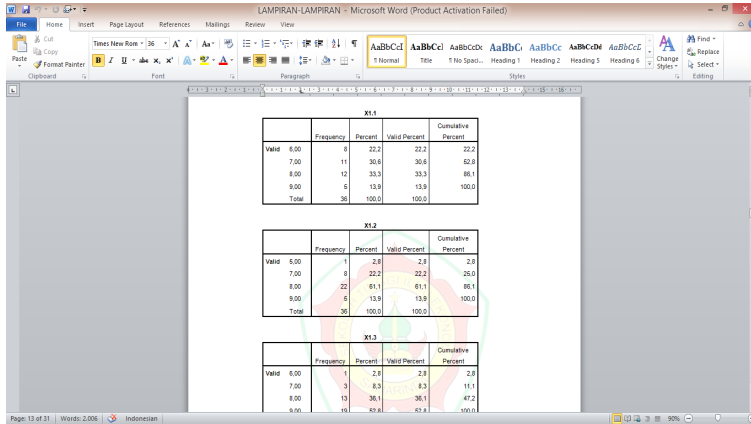 LAMPIRAN-LAMPIRAN - Microsoft Word (Product Activation Failed)
File Home Insert Page Layout References Mailings Review View
Paste
Cut
Copy
Format Painter
Clipboard
Times New Rom 36
Font
Paragraph
AaBbCcI AaBbCcl AaBbCcDc AaBbC AaBbCc AaBbCcDd AaBbCcL
¶ Normal Title ¶ No Spaci... Heading 1 Heading 2 Heading 5 Heading 6
Change Styles
Styles
Find
Replace
Select
Editing
X1.1
Frequency Percent Valid Percent Cumulative Percent
Valid 6,00 8 22,2 22,2 22,2
7,00 11 30,6 30,6 52,8
8,00 12 33,3 33,3 86,1
9,00 5 13,9 13,9 100,0
Total 36 100,0 100,0
X1.2
Frequency Percent Valid Percent Cumulative Percent
Valid 5,00 1 2,8 2,8 2,8
7,00 8 22,2 22,2 25,0
8,00 22 61,1 61,1 86,1
9,00 5 13,9 13,9 100,0
Total 36 100,0 100,0
X1.3
Frequency Percent Valid Percent Cumulative Percent
Valid 6,00 1 2,8 2,8 2,8
7,00 3 8,3 8,3 11,1
8,00 13 36,1 36,1 47,2
9,00 19 52,8 52,8 100,0
Page: 13 of 31 Words: 2.006 Indonesian 90%